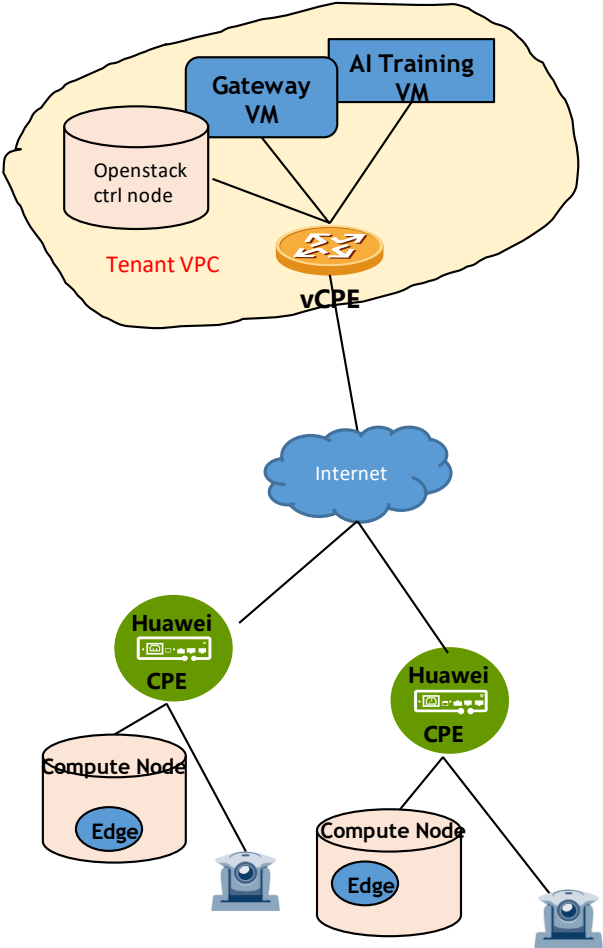 AI Training
VM
Gateway
VM
Openstack
ctrl node
Tenant VPC
vCPE
Internet
Huawei
CPE
Huawei
CPE
Compute Node
Edge
Compute Node
Edge